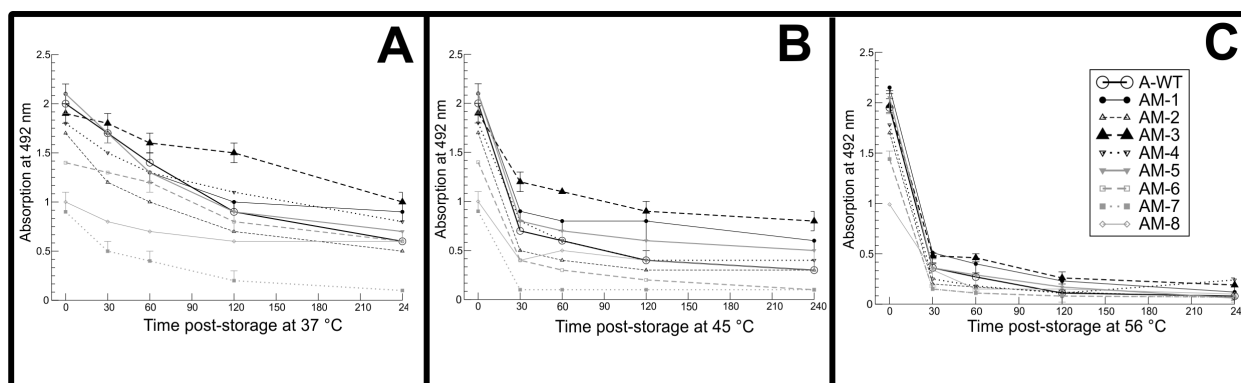 A
2.5
2
1.5
1
0.5
0
Absorption at 492 nm
0 30 60 90 120 150 180 210 24
Time post-storage at 37 °C
B
2.5
2
1.5
1
0.5
0
Absorption at 492 nm
0 30 60 90 120 150 180 210 240
Time post-storage at 45 °C
C
2.5
2
1.5
1
0.5
0
Absorption at 492 nm
0 30 60 90 120 150 180 210 24
Time post-storage at 56 °C
A-WT
AM-1
AM-2
AM-3
AM-4
AM-5
AM-6
AM-7
AM-8